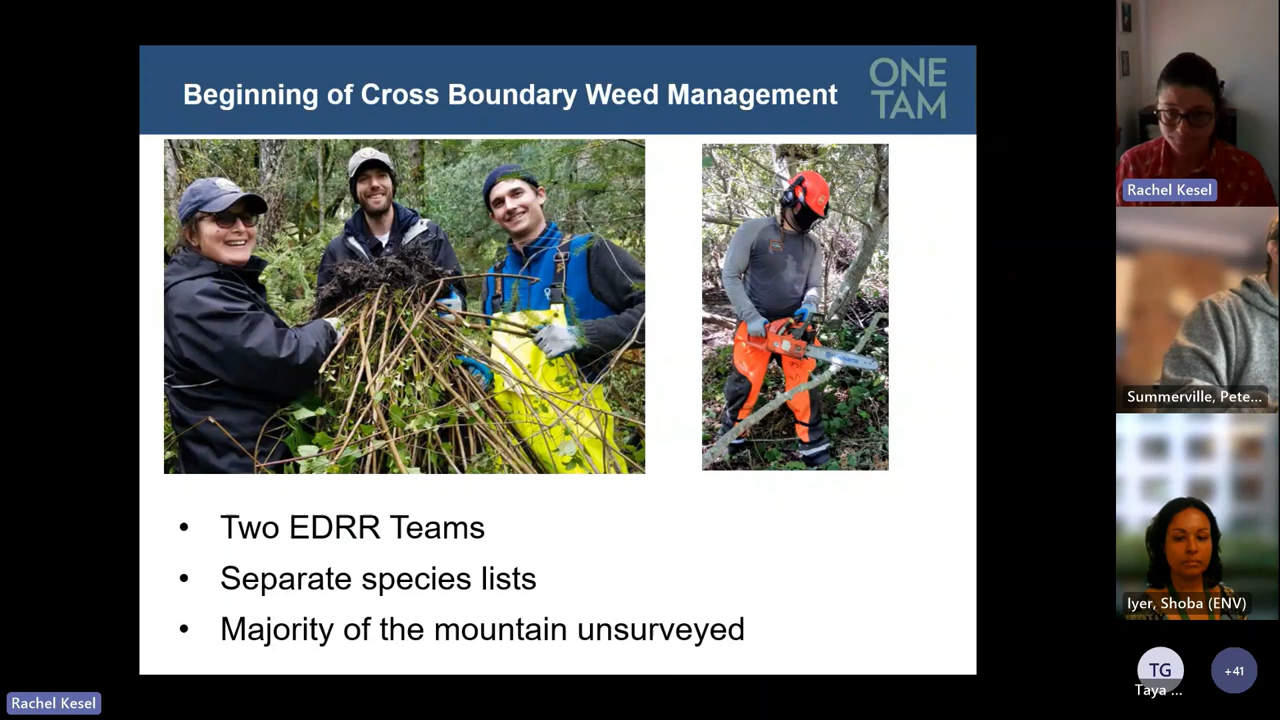 Beginning of Cross Boundary Weed Management
ONE
TAM
• Two EDRR Teams
• Separate species lists
• Majority of the mountain unsurveyed
Rachel Kesel
Summerville, Pete...
Iyer, Shoba (ENV)
TG
Taya ...
+41
Rachel Kesel